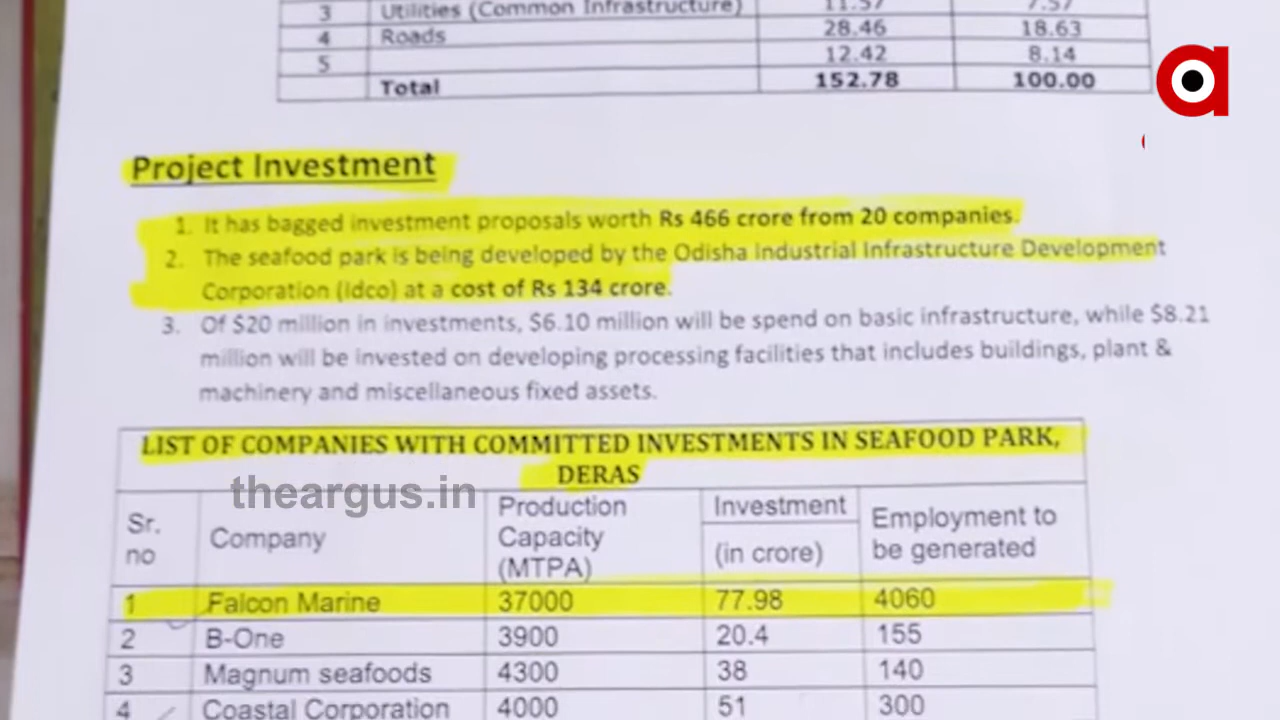 3 Utilities (Common Infrastructure) 11.57 7.57
4 Roads 28.46 18.63
5 12.42 8.14
Total 152.78 100.00
Project Investment
1. It has bagged investment proposals worth Rs 466 crore from 20 companies.
2. The seafood park is being developed by the Odisha Industrial Infrastructure Development
Corporation (Idco) at a cost of Rs 134 crore.
3. Of $20 million in investments, $6.10 million will be spend on basic infrastructure, while $8.21
million will be invested on developing processing facilities that includes buildings, plant &
machinery and miscellaneous fixed assets.
LIST OF COMPANIES WITH COMMITTED INVESTMENTS IN SEAFOOD PARK,
DERAS
theargus.in
Sr. no Company Production Capacity (MTPA) Investment (in crore) Employment to be generated
1 Falcon Marine 37000 77.98 4060
2 B-One 3900 20.4 155
3 Magnum seafoods 4300 38 140
4 Coastal Corporation 4000 51 300
a